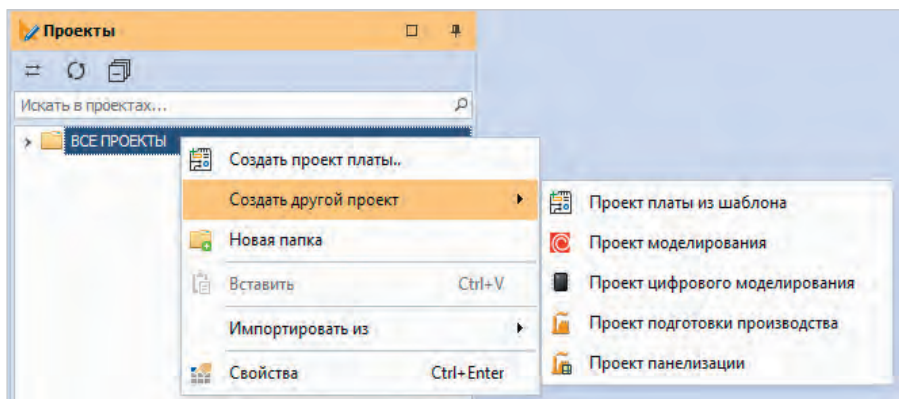 Проекты
Искать в проектах...
ВСЕ ПРОЕКТЫ
Создать проект платы..
Создать другой проект
Новая папка
Вставить Ctrl+V
Импортировать из
Свойства Ctrl+Enter
Проект платы из шаблона
Проект моделирования
Проект цифрового моделирования
Проект подготовки производства
Проект панелизации